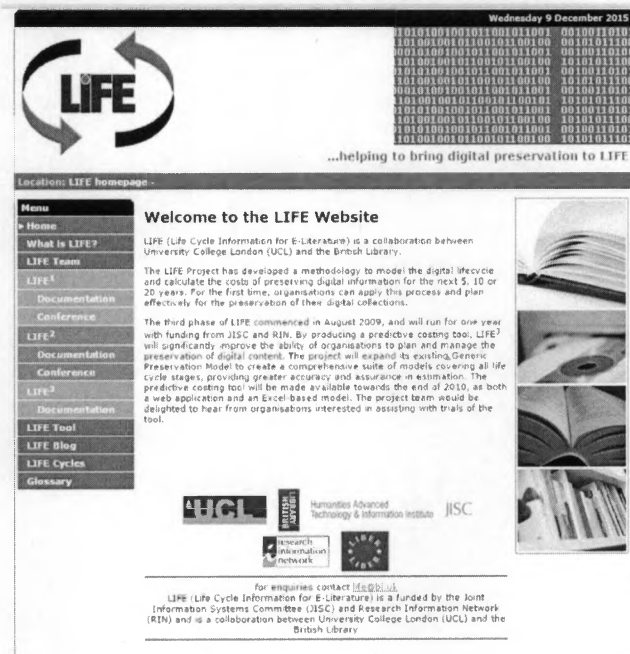 Wednesday 9 December 2015
LIFE
...helping to bring digital preservation to LIFE
Location: LIFE homepage -
Menu
Home
What is LIFE?
LIFE Team
LIFE¹
Documentation
Conference
LIFE²
Documentation
Conference
LIFE³
Documentation
LIFE Tool
LIFE Blog
LIFE Cycles
Glossary
Welcome to the LIFE Website
LIFE (Life Cycle Information for E-Literature) is a collaboration between
University College London (UCL) and the British Library.
The LIFE Project has developed a methodology to model the digital lifecycle
and calculate the costs of preserving digital information for the next 5, 10 or
20 years. For the first time, organisations can apply this process and plan
effectively for the preservation of their digital collections.
The third phase of LIFE commenced in August 2009, and will run for one year
with funding from JISC and RIN. By producing a predictive costing tool, LIFE³
will significantly improve the ability of organisations to plan and manage the
preservation of digital content. The project will expand its existing Generic
Preservation Model to create a comprehensive suite of models covering all life
cycle stages, providing greater accuracy and assurance in estimation. The
predictive costing tool will be made available towards the end of 2010, as both
a web application and an Excel-based model. The project team would be
delighted to hear from organisations interested in assisting with trials of the
tool.
UCL
BRITISH
LIBRARY
Humanities Advanced
Technology & Information Institute
JISC
research
information
network
LIBER
LIBER
for enquiries contact life@bl.uk
LIFE (Life Cycle Information for E-Literature) is a funded by the Joint
Information Systems Committee (JISC) and Research Information Network
(RIN) and is a collaboration between University College London (UCL) and the
British Library